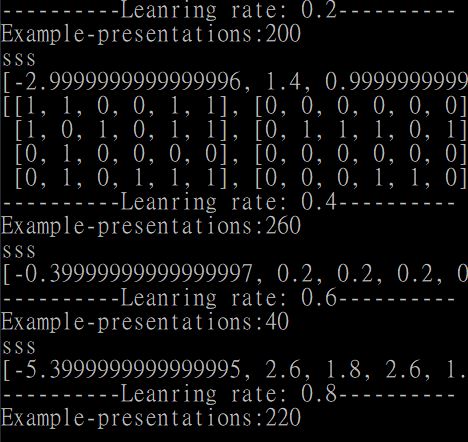 ----------Leanring rate: 0.2----------
Example-presentations:200
sss
[-2.9999999999999996, 1.4, 0.9999999999
[[1, 1, 0, 0, 1, 1], [0, 0, 0, 0, 0, 0]
[1, 0, 1, 0, 1, 1], [0, 1, 1, 1, 0, 1]
[0, 1, 0, 0, 0, 0], [0, 0, 0, 0, 0, 0]
[0, 1, 0, 1, 1, 1], [0, 0, 0, 1, 1, 0]
----------Leanring rate: 0.4----------
Example-presentations:260
sss
[-0.39999999999999997, 0.2, 0.2, 0.2, 0
----------Leanring rate: 0.6----------
Example-presentations:40
sss
[-5.3999999999999995, 2.6, 1.8, 2.6, 1.
----------Leanring rate: 0.8----------
Example-presentations:220